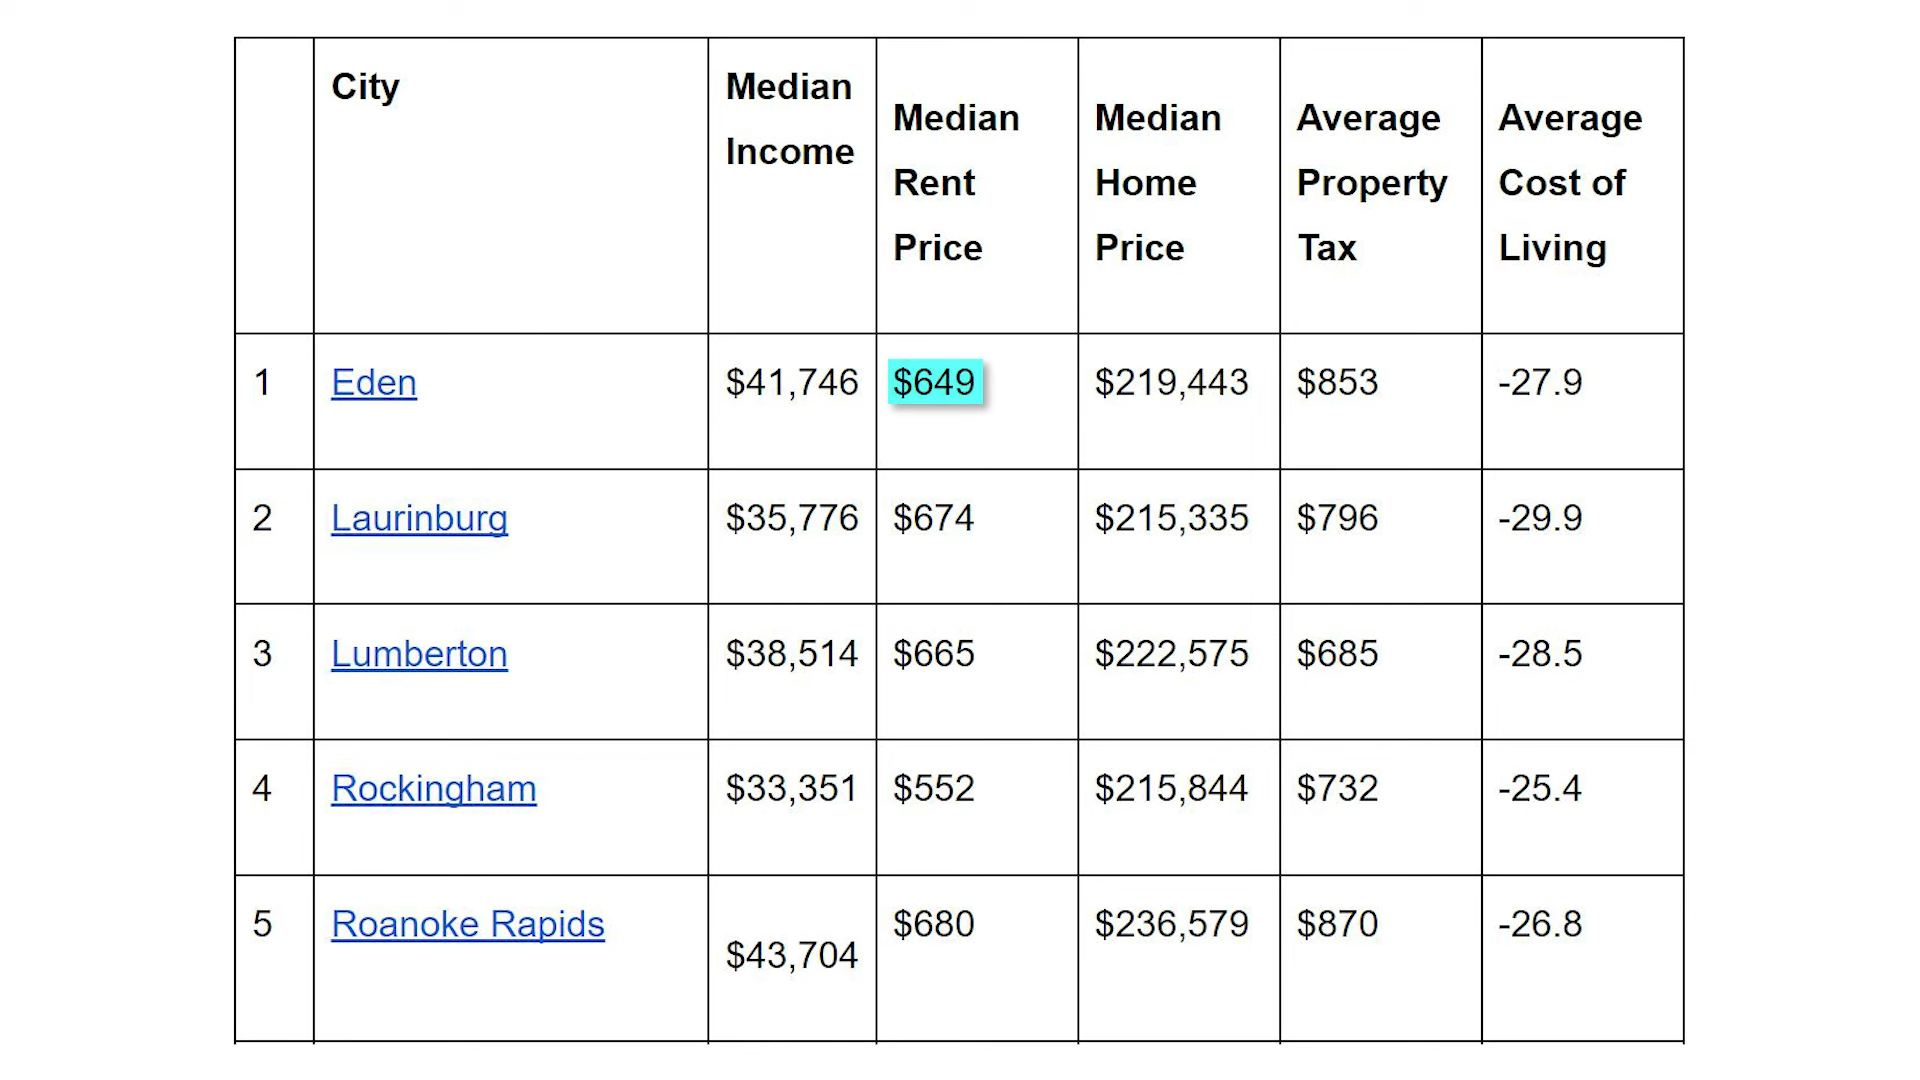 City
Median
Income
Median
Rent
Price
Median
Home
Price
Average
Property
Tax
Average
Cost of
Living
1 Eden $41,746 $649 $219,443 $853 -27.9
2 Laurinburg $35,776 $674 $215,335 $796 -29.9
3 Lumberton $38,514 $665 $222,575 $685 -28.5
4 Rockingham $33,351 $552 $215,844 $732 -25.4
5 Roanoke Rapids $43,704 $680 $236,579 $870 -26.8